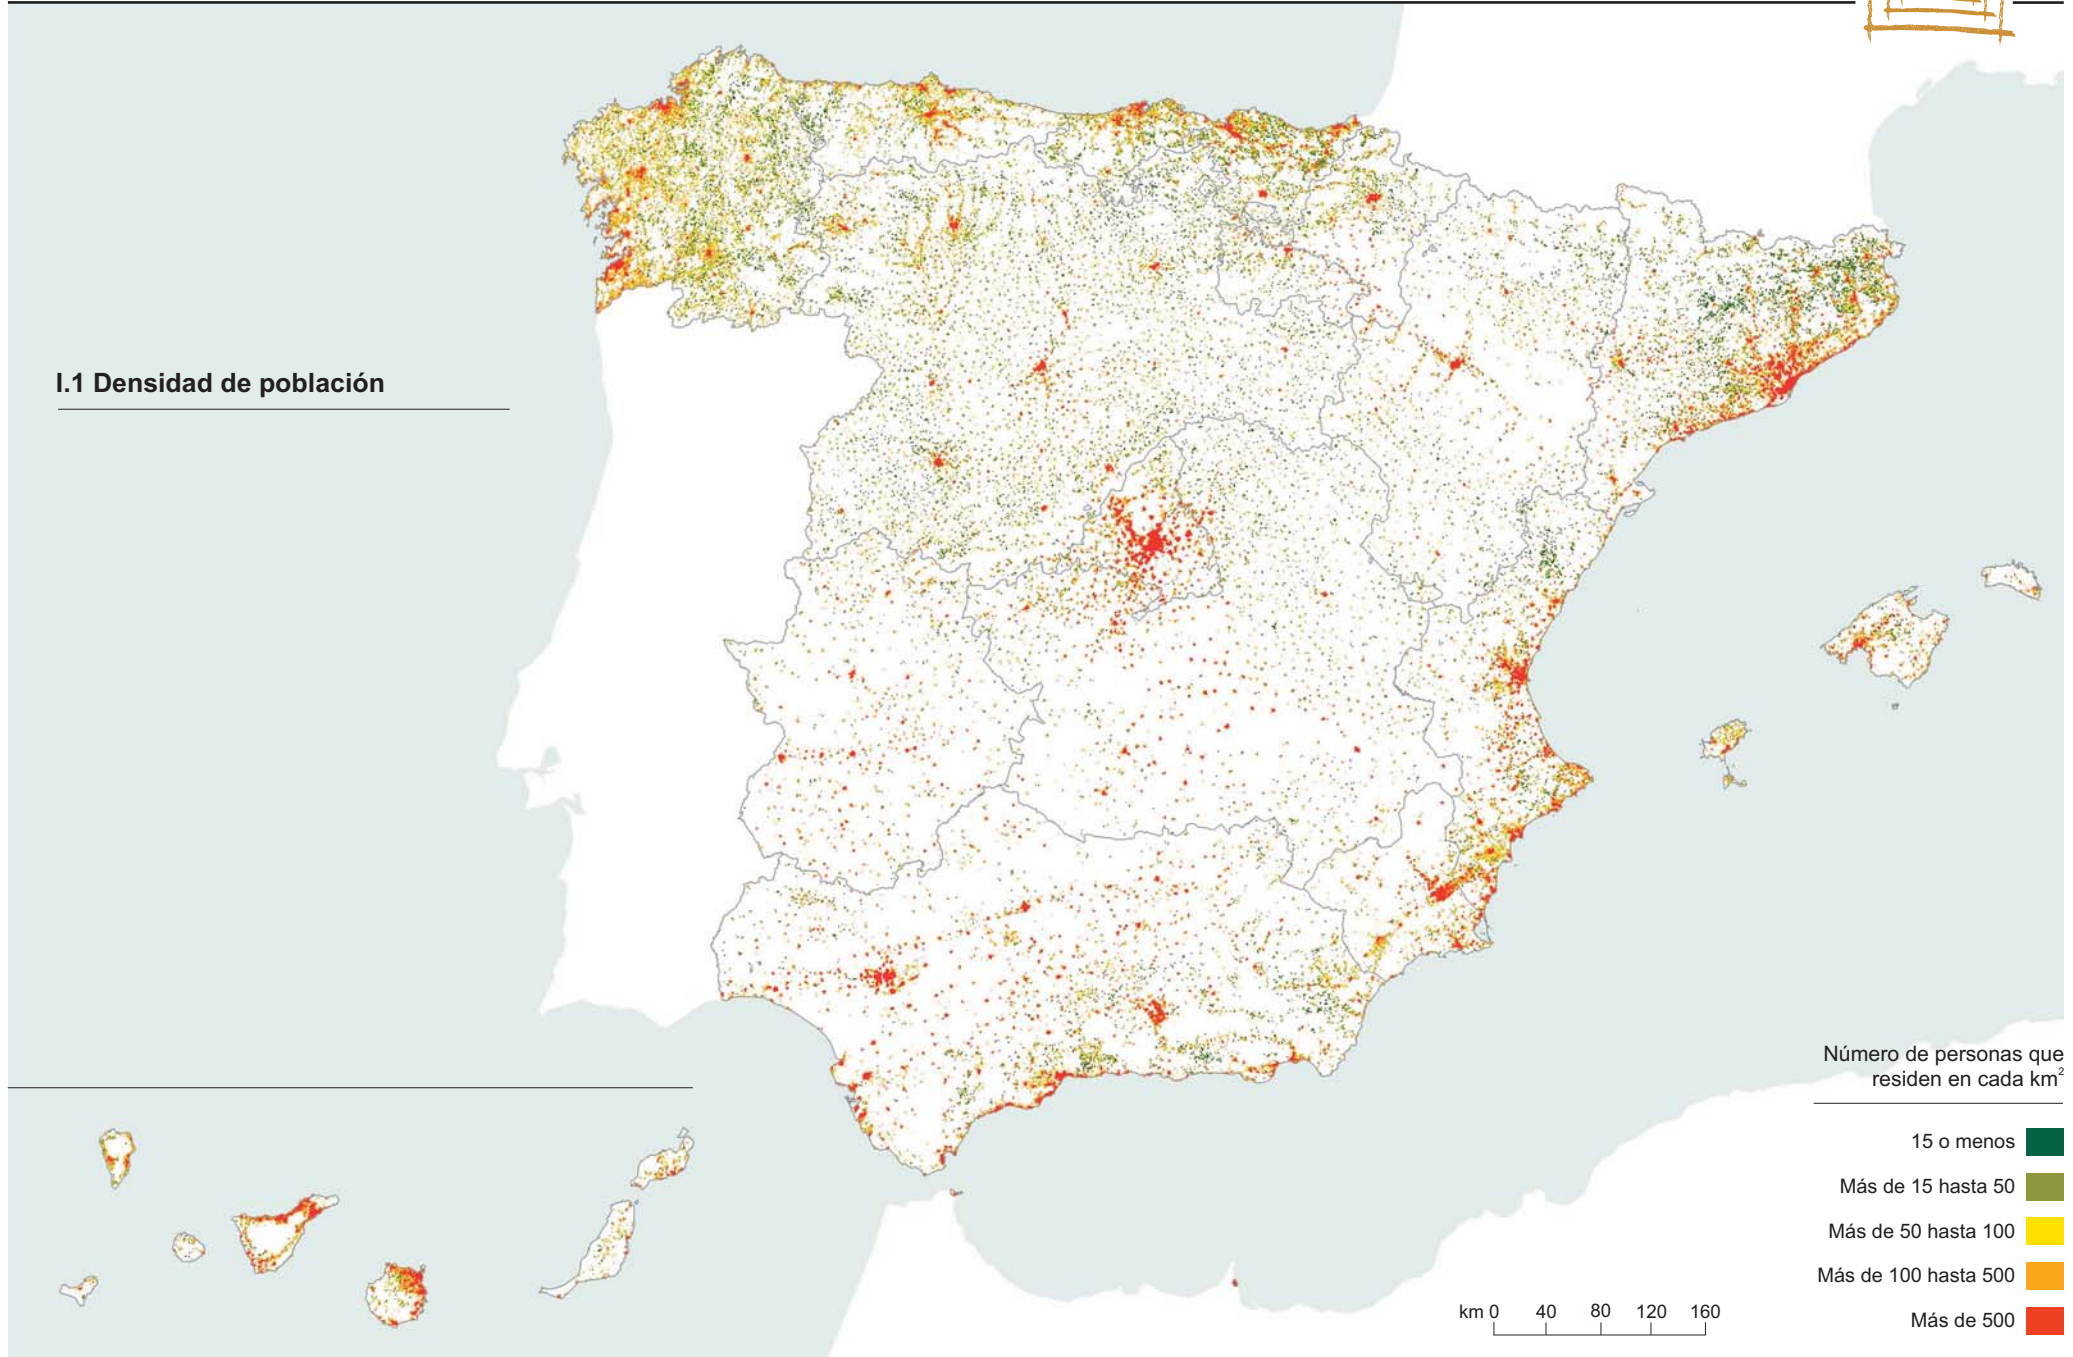 I.1 Densidad de población
Número de personas que
residen en cada km²
15 o menos
Más de 15 hasta 50
Más de 50 hasta 100
Más de 100 hasta 500
Más de 500
km 0 40 80 120 160